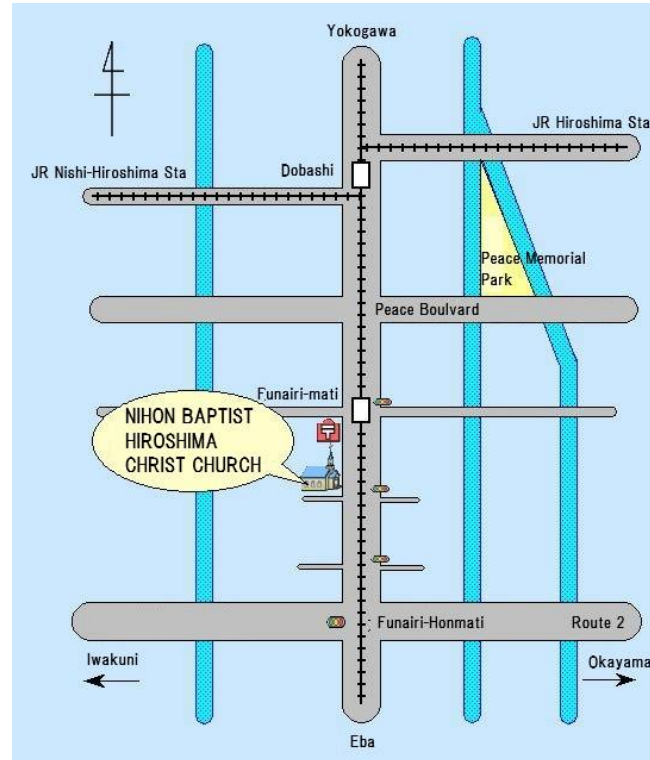 Yokogawa
JR Hiroshima Sta
Dobashi
JR Nishi-Hiroshima Sta
Peace Memorial
Park
Peace Boulvard
Funairi-mati
NIHON BAPTIST
HIROSHIMA
CHRIST CHURCH
Funairi-Honmati
Route 2
Iwakuni
Okayama
Eba